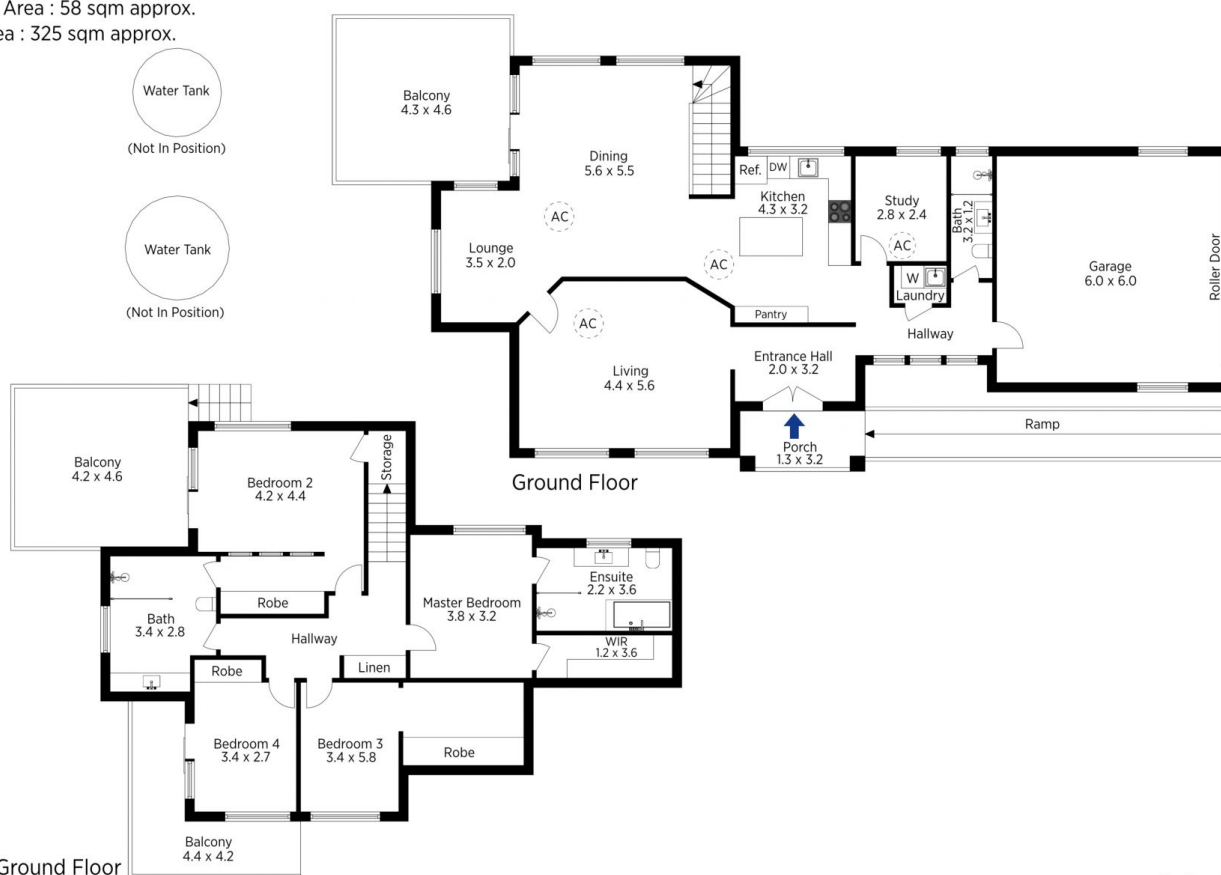 Area : 58 sqm approx.
ea : 325 sqm approx.
Water Tank
(Not In Position)
Water Tank
(Not In Position)
Balcony
4.3 x 4.6
Dining
5.6 x 5.5
Ref.
DW
Kitchen
4.3 x 3.2
Study
2.8 x 2.4
AC
Bath
3.2 x 1.2
Garage
6.0 x 6.0
Roller Door
AC
Lounge
3.5 x 2.0
AC
W
Laundry
Pantry
Hallway
AC
Living
4.4 x 5.6
Entrance Hall
2.0 x 3.2
Porch
1.3 x 3.2
Ramp
Ground Floor
Balcony
4.2 x 4.6
Bedroom 2
4.2 x 4.4
Storage
Robe
Bath
3.4 x 2.8
Hallway
Master Bedroom
3.8 x 3.2
Ensuite
2.2 x 3.6
WIR
1.2 x 3.6
Robe
Linen
Bedroom 4
3.4 x 2.7
Bedroom 3
3.4 x 5.8
Robe
Balcony
4.4 x 4.2
Ground Floor